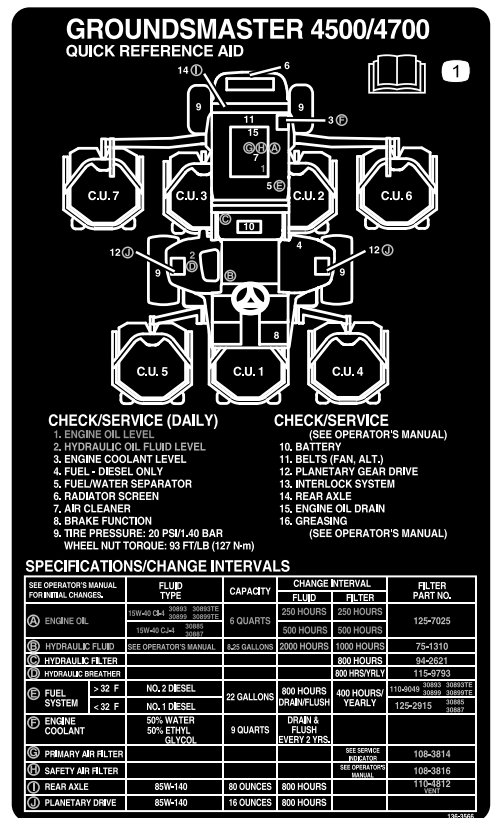 GROUNDSMASTER 4500/4700
QUICK REFERENCE AID
1
14 I
6
9
9
11
3 F
15
G H A
7
1
5 E
C.U. 7
C.U. 3
C.U. 2
C.U. 6
C
10
12 J
2
D
B
4
12 J
9
9
8
C.U. 5
C.U. 1
C.U. 4
CHECK/SERVICE (DAILY)
1. ENGINE OIL LEVEL
2. HYDRAULIC OIL FLUID LEVEL
3. ENGINE COOLANT LEVEL
4. FUEL - DIESEL ONLY
5. FUEL/WATER SEPARATOR
6. RADIATOR SCREEN
7. AIR CLEANER
8. BRAKE FUNCTION
9. TIRE PRESSURE: 20 PSI/1.40 BAR
WHEEL NUT TORQUE: 93 FT/LB (127 N•m)
CHECK/SERVICE
(SEE OPERATOR'S MANUAL)
10. BATTERY
11. BELTS (FAN, ALT.)
12. PLANETARY GEAR DRIVE
13. INTERLOCK SYSTEM
14. REAR AXLE
15. ENGINE OIL DRAIN
16. GREASING
(SEE OPERATOR'S MANUAL)
SPECIFICATIONS/CHANGE INTERVALS
SEE OPERATOR'S MANUAL FOR INITIAL CHANGES. FLUID TYPE CAPACITY CHANGE INTERVAL FLUID FILTER FILTER PART NO.
A ENGINE OIL 15W-40 CI-4 30893 30893TE 30899 30899TE 6 QUARTS 250 HOURS 250 HOURS 125-7025
15W-40 CJ-4 30885 30887 500 HOURS 500 HOURS
B HYDRAULIC FLUID SEE OPERATOR'S MANUAL 8.25 GALLONS 2000 HOURS 1000 HOURS 75-1310
C HYDRAULIC FILTER 800 HOURS 94-2621
D HYDRAULIC BREATHER 800 HRS/YRLY 115-9793
E FUEL SYSTEM > 32 F NO. 2 DIESEL 22 GALLONS 800 HOURS DRAIN/FLUSH 400 HOURS/ YEARLY 110-9049 30893 30893TE 30899 30899TE
< 32 F NO. 1 DIESEL 125-2915 30885 30887
F ENGINE COOLANT 50% WATER 50% ETHYL GLYCOL 9 QUARTS DRAIN & FLUSH EVERY 2 YRS.
G PRIMARY AIR FILTER SEE SERVICE INDICATOR 108-3814
H SAFETY AIR FILTER SEE OPERATOR'S MANUAL 108-3816
I REAR AXLE 85W-140 80 OUNCES 800 HOURS 110-4812 VENT
J PLANETARY DRIVE 85W-140 16 OUNCES 800 HOURS
136-3566